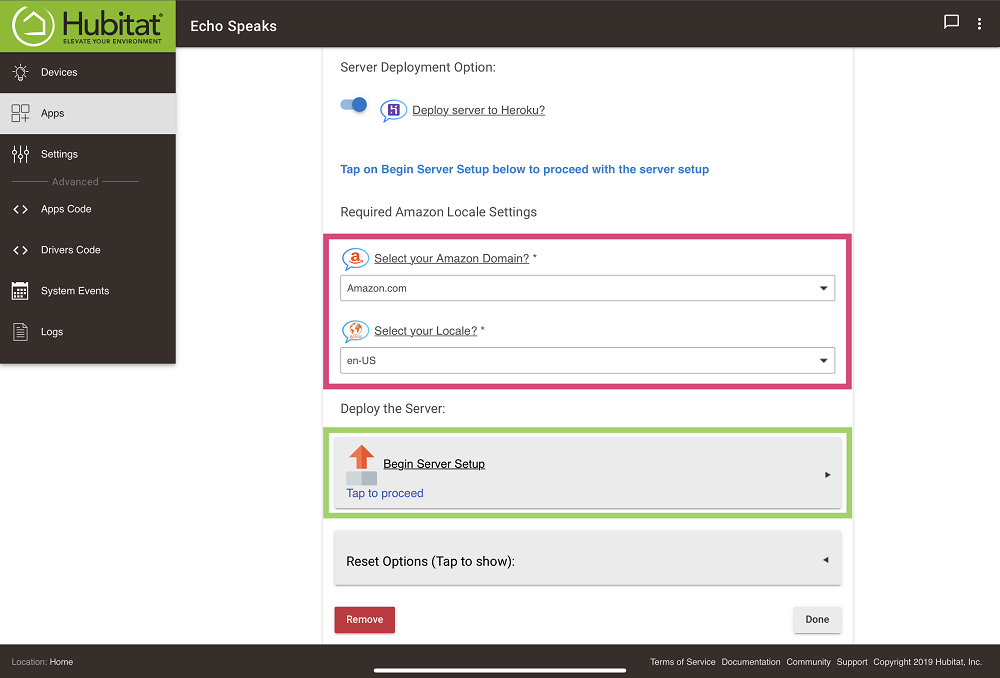 Hubitat
ELEVATE YOUR ENVIRONMENT
Echo Speaks
Devices
Apps
Settings
Advanced
Apps Code
Drivers Code
System Events
Logs
Server Deployment Option:
Deploy server to Heroku?
Tap on Begin Server Setup below to proceed with the server setup
Required Amazon Locale Settings
Select your Amazon Domain? *
Amazon.com
Select your Locale? *
en-US
Deploy the Server:
Begin Server Setup
Tap to proceed
Reset Options (Tap to show):
Remove
Done
Location: Home
Terms of Service Documentation Community Support Copyright 2019 Hubitat, Inc.